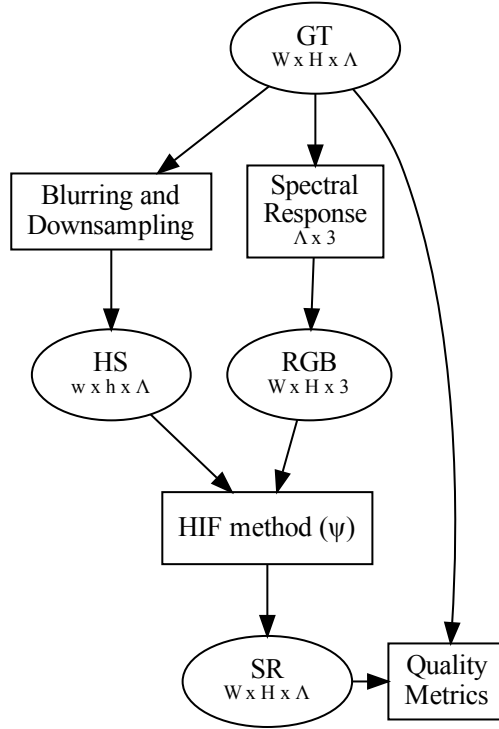 GT
W x H x Λ
Blurring and
Downsampling
Spectral
Response
Λ x 3
HS
w x h x Λ
RGB
W x H x 3
HIF method (ψ)
SR
W x H x Λ
Quality
Metrics